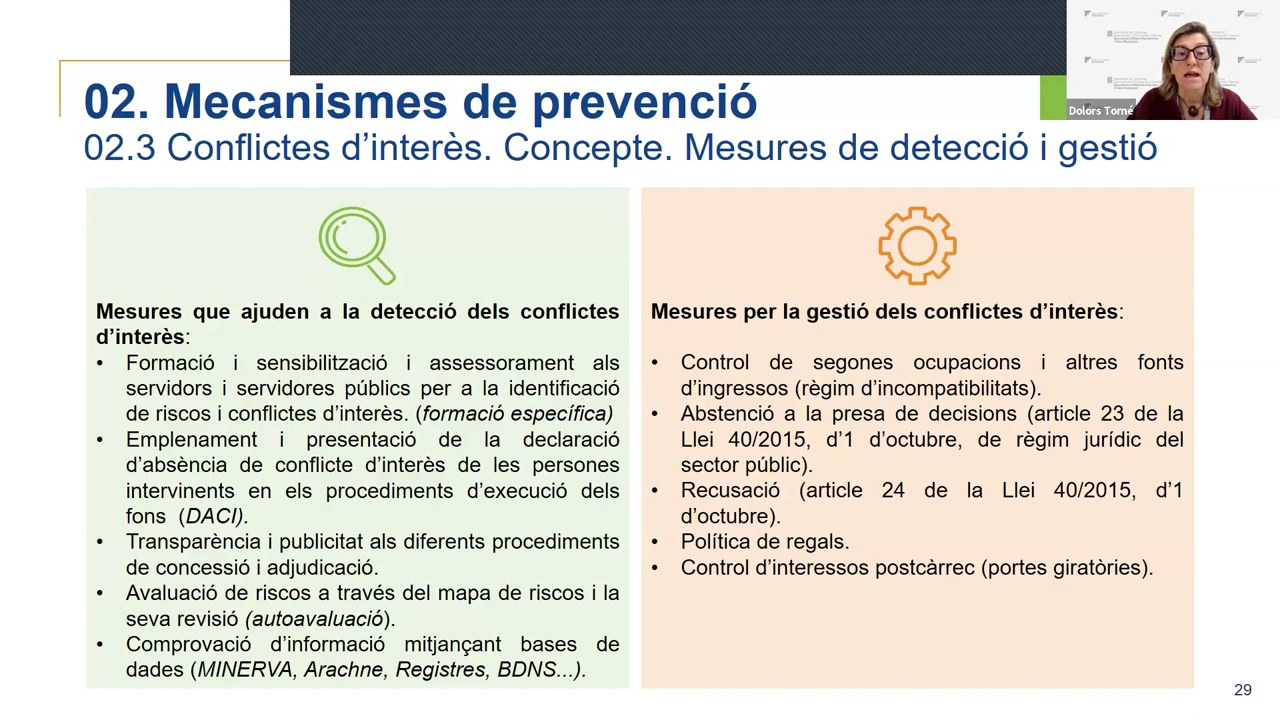 02. Mecanismes de prevenció
02.3 Conflictes d’interès. Concepte. Mesures de detecció i gestió
Dolors Torné
Mesures que ajuden a la detecció dels conflictes
d’interès:
• Formació i sensibilització i assessorament als
servidors i servidores públics per a la identificació
de riscos i conflictes d’interès. (formació específica)
• Emplenament i presentació de la declaració
d’absència de conflicte d’interès de les persones
intervinents en els procediments d’execució dels
fons (DACI).
• Transparència i publicitat als diferents procediments
de concessió i adjudicació.
• Avaluació de riscos a través del mapa de riscos i la
seva revisió (autoavaluació).
• Comprovació d’informació mitjançant bases de
dades (MINERVA, Arachne, Registres, BDNS...).
Mesures per la gestió dels conflictes d’interès:
• Control de segones ocupacions i altres fonts
d’ingressos (règim d’incompatibilitats).
• Abstenció a la presa de decisions (article 23 de la
Llei 40/2015, d’1 d’octubre, de règim jurídic del
sector públic).
• Recusació (article 24 de la Llei 40/2015, d’1
d’octubre).
• Política de regals.
• Control d’interessos postcàrrec (portes giratòries).
29